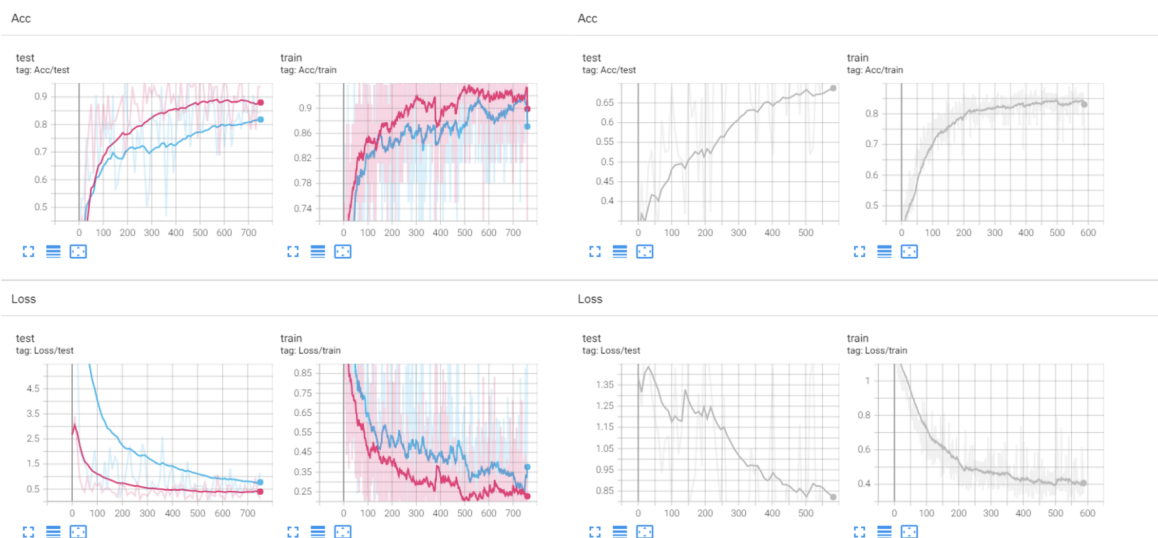 Acc
Acc
test
tag: Acc/test
train
tag: Acc/train
test
tag: Acc/test
train
tag: Acc/train
0.9
0.8
0.7
0.6
0.5
0 100 200 300 400 500 600 700
0.9
0.86
0.82
0.78
0.74
0 100 200 300 400 500 600 700
0.65
0.6
0.55
0.5
0.45
0.4
0 100 200 300 400 500
0.8
0.7
0.6
0.5
0 100 200 300 400 500 600
Loss
Loss
test
tag: Loss/test
train
tag: Loss/train
test
tag: Loss/test
train
tag: Loss/train
4.5
3.5
2.5
1.5
0.5
0 100 200 300 400 500 600 700
0.85
0.75
0.65
0.55
0.45
0.35
0.25
0 100 200 300 400 500 600 700
1.35
1.25
1.15
1.05
0.95
0.85
0 100 200 300 400 500
1
0.8
0.6
0.4
0 100 200 300 400 500 600